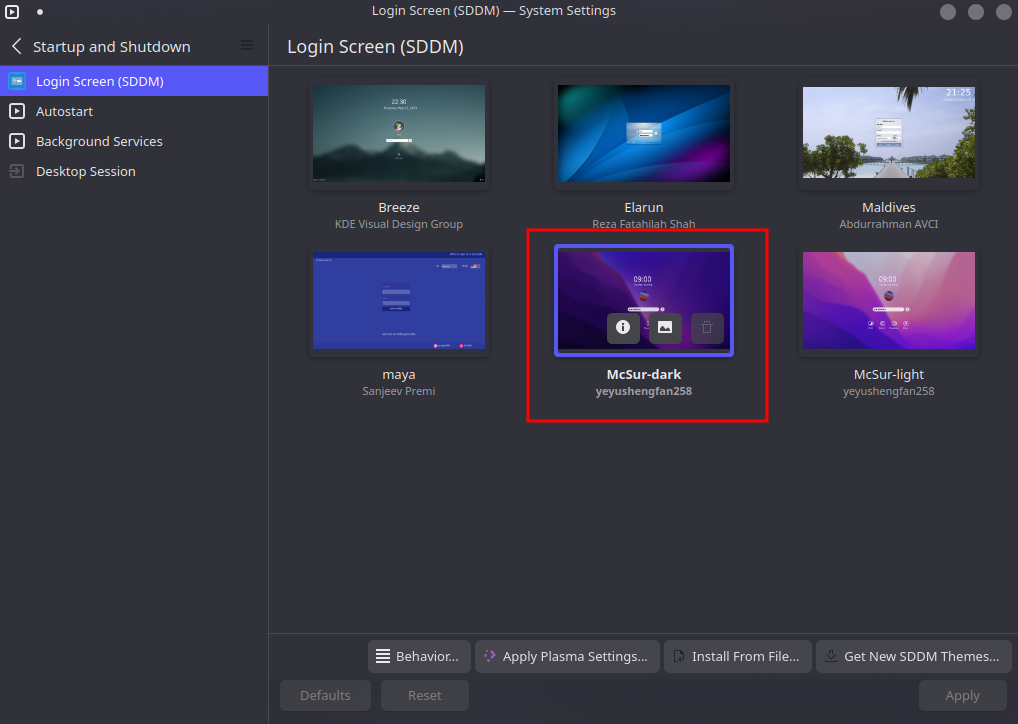 Login Screen (SDDM) — System Settings
Startup and Shutdown
Login Screen (SDDM)
Login Screen (SDDM)
Autostart
Background Services
Desktop Session
22:30
21:25
Breeze
KDE Visual Design Group
Elarun
Reza Fatahilah Shah
Maldives
Abdurrahman AVCI
09:00
09:00
maya
Sanjeev Premi
McSur-dark
yeyushengfan258
McSur-light
yeyushengfan258
Behavior...
Apply Plasma Settings...
Install From File...
Get New SDDM Themes...
Defaults
Reset
Apply